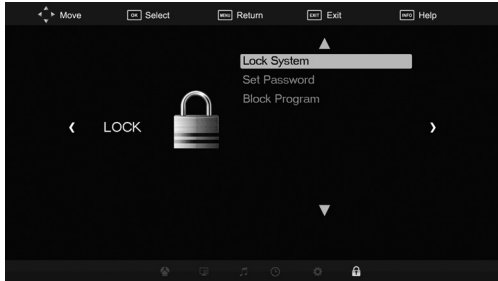 Move OK Select MENU Return EXIT Exit INFO Help
Lock System
Set Password
Block Program
LOCK